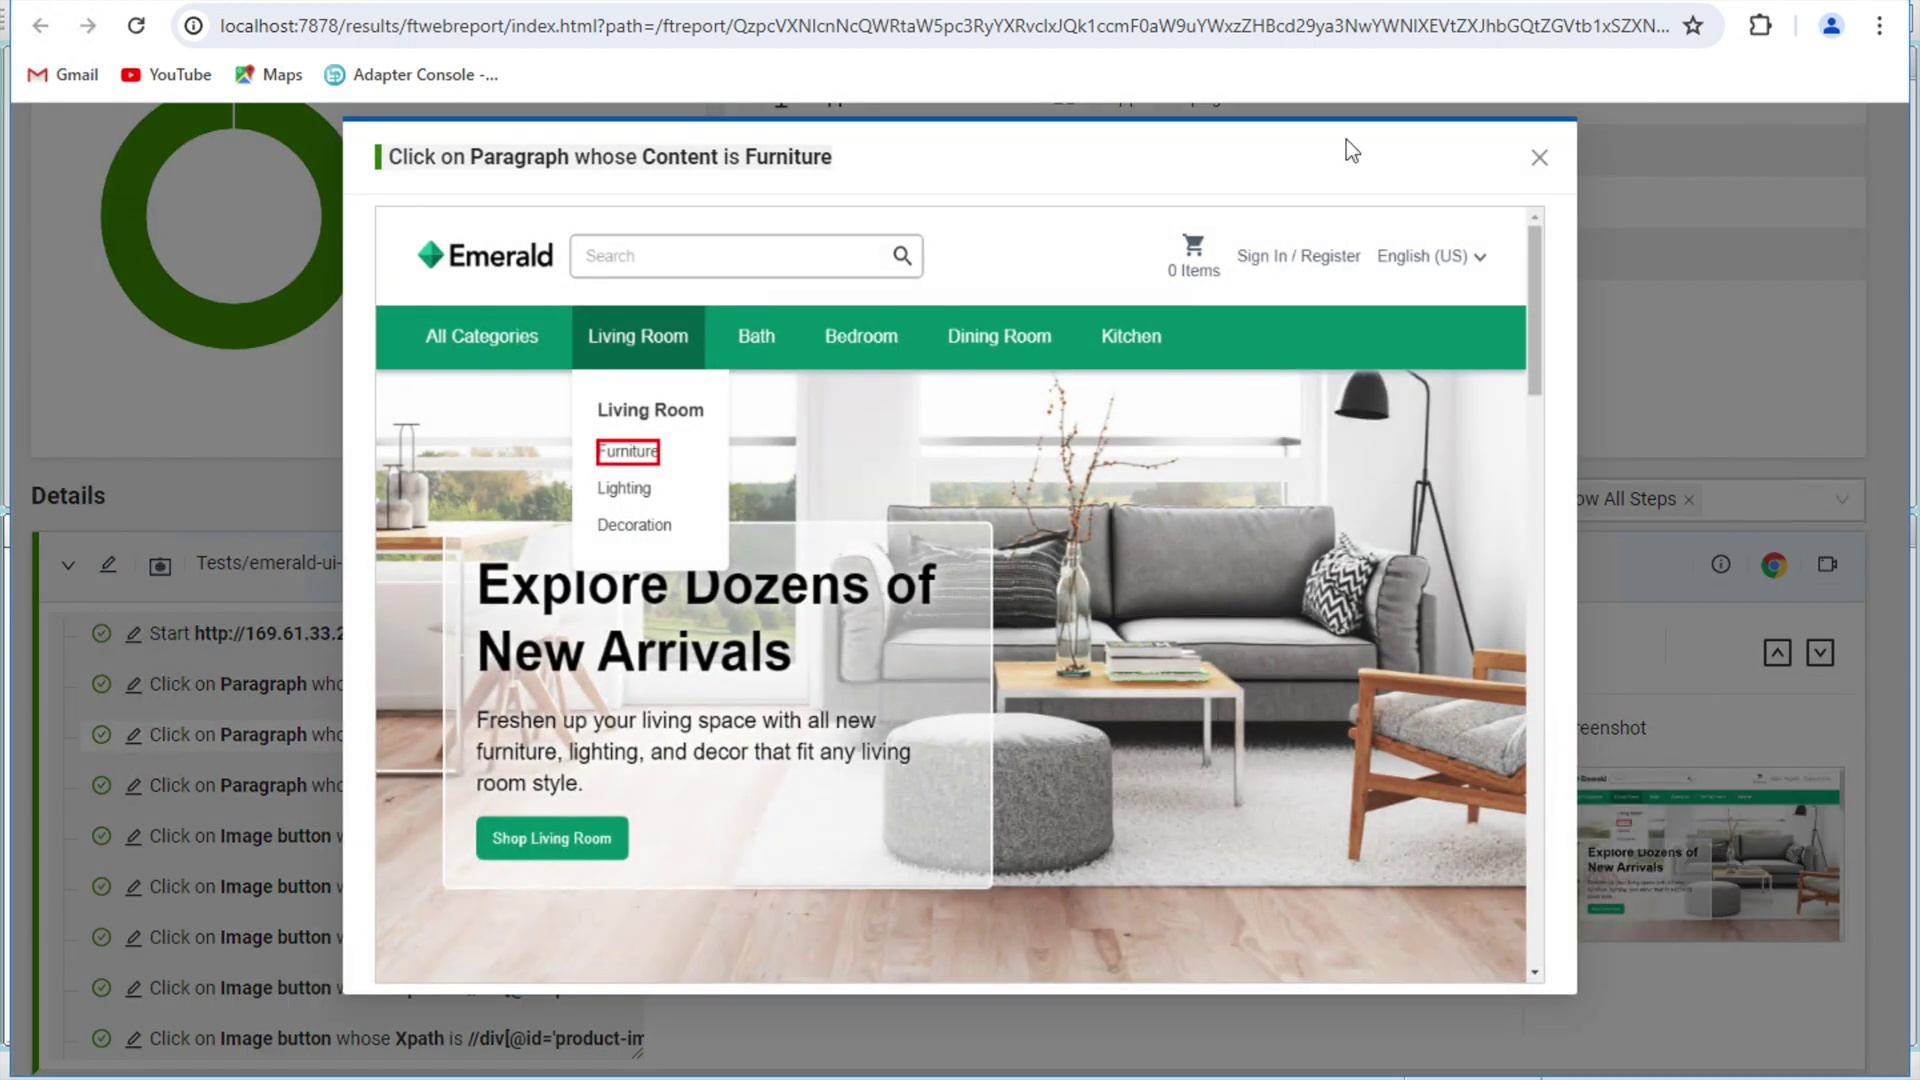 localhost:7878/results/ftwebreport/index.html?path=/ftreport/QzpcVXNlcnNcQWRtaW5pc3RyYXRvclxJQk1ccmF0aW9uYWxzZHBcd29ya3NwYWNlXEVtZXJhbGQtZGVtb1xSZXN...
Gmail
YouTube
Maps
Adapter Console -...
Click on Paragraph whose Content is Furniture
Emerald
Search
0 Items
Sign In / Register
English (US)
All Categories
Living Room
Bath
Bedroom
Dining Room
Kitchen
Living Room
Furniture
Lighting
Decoration
Explore Dozens of
New Arrivals
Freshen up your living space with all new
furniture, lighting, and decor that fit any living
room style.
Shop Living Room
Details
ow All Steps
Tests/emerald-ui-
Start http://169.61.33.2
Click on Paragraph who
Click on Paragraph who
Click on Paragraph who
Click on Image button w
Click on Image button w
Click on Image button w
Click on Image button w
Click on Image button whose Xpath is //div[@id='product-im
reenshot
Explore Dozens of
New Arrivals